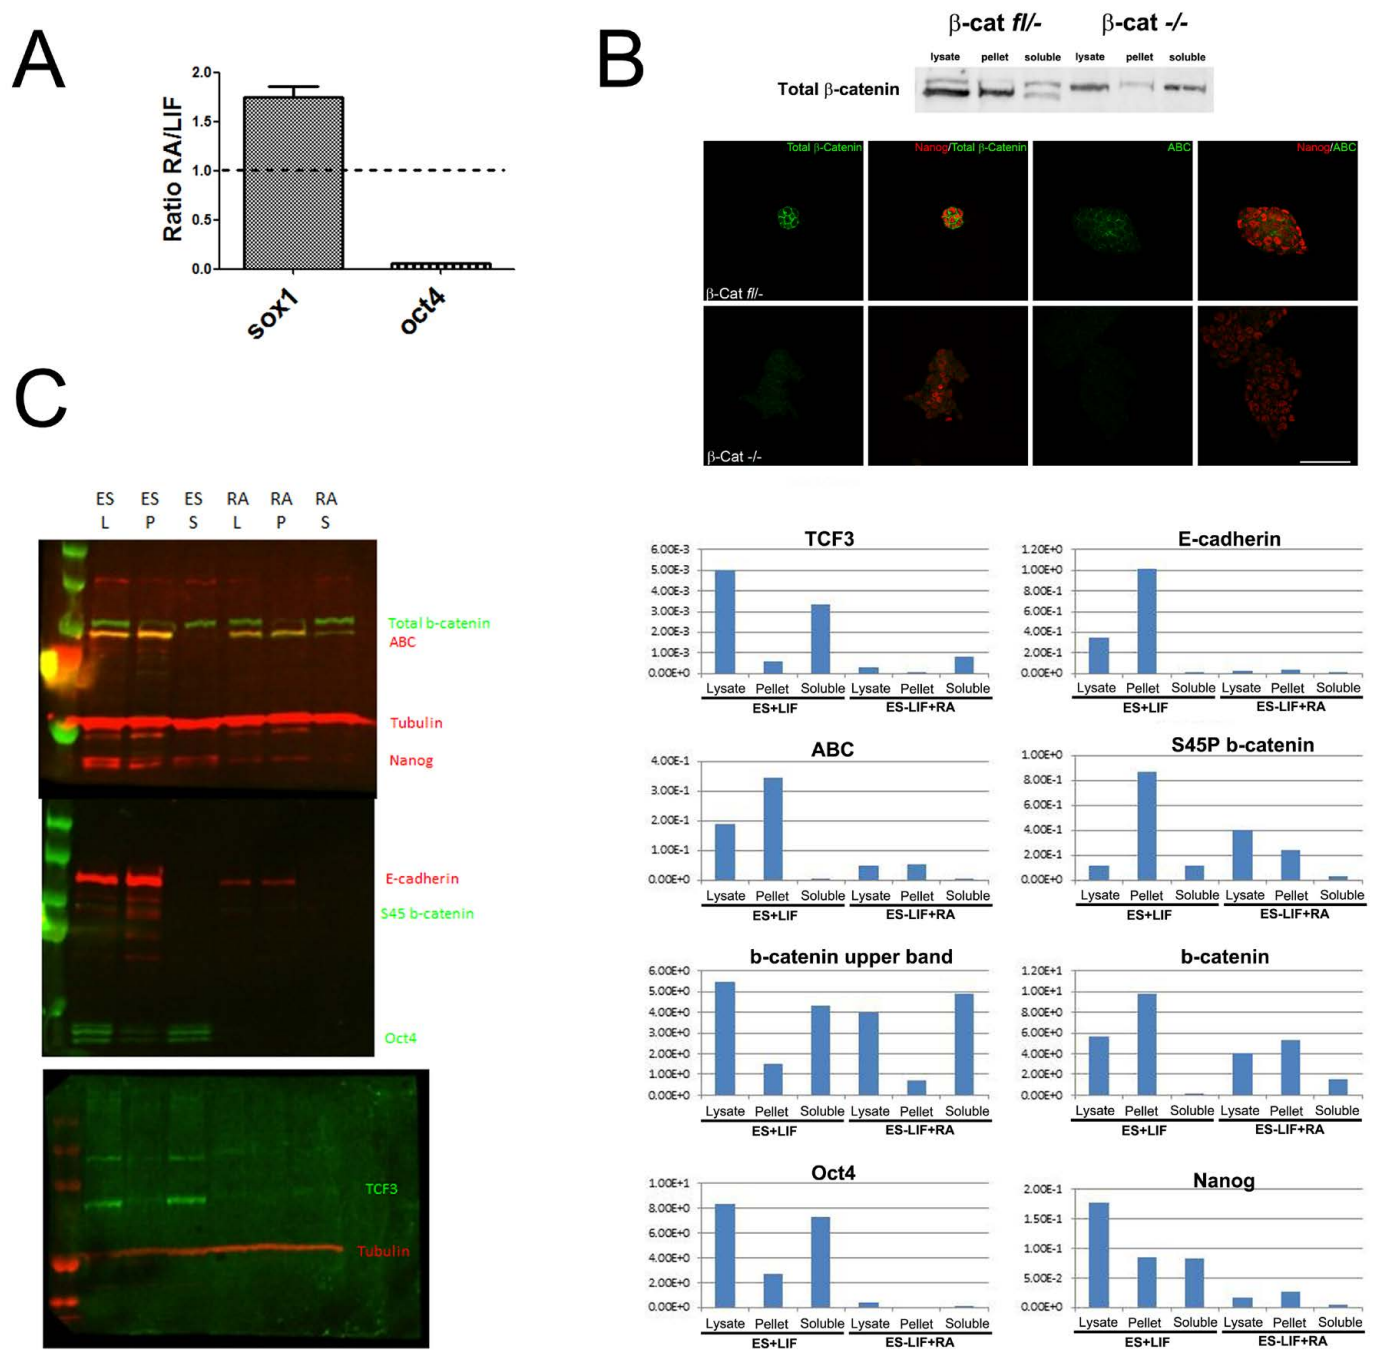 A
2.0
1.5
1.0
0.5
0.0
Ratio RA/LIF
sox1
oct4
B
β-cat fl/- β-cat -/-
lysate pellet soluble lysate pellet soluble
Total β-catenin
Total β-Catenin
Nanog/Total β-Catenin
ABC
Nanog/ABC
β-Cat fl/-
β-Cat -/-
C
ES ES ES RA RA RA
L P S L P S
Total b-catenin
ABC
Tubulin
Nanog
E-cadherin
S45 b-catenin
Oct4
TCF3
Tubulin
TCF3
6.00E-3
5.00E-3
4.00E-3
3.00E-3
2.00E-3
1.00E-3
0.00E+0
Lysate Pellet Soluble Lysate Pellet Soluble
ES+LIF ES-LIF+RA
E-cadherin
1.20E+0
1.00E+0
8.00E-1
6.00E-1
4.00E-1
2.00E-1
0.00E+0
Lysate Pellet Soluble Lysate Pellet Soluble
ES+LIF ES-LIF+RA
ABC
4.00E-1
3.00E-1
2.00E-1
1.00E-1
0.00E+0
Lysate Pellet Soluble Lysate Pellet Soluble
ES+LIF ES-LIF+RA
S45P b-catenin
1.00E+0
8.00E-1
6.00E-1
4.00E-1
2.00E-1
0.00E+0
Lysate Pellet Soluble Lysate Pellet Soluble
ES+LIF ES-LIF+RA
b-catenin upper band
6.00E+0
5.00E+0
4.00E+0
3.00E+0
2.00E+0
1.00E+0
0.00E+0
Lysate Pellet Soluble Lysate Pellet Soluble
ES+LIF ES-LIF+RA
b-catenin
1.20E+1
1.00E+1
8.00E+0
6.00E+0
4.00E+0
2.00E+0
0.00E+0
Lysate Pellet Soluble Lysate Pellet Soluble
ES+LIF ES-LIF+RA
Oct4
1.00E+1
8.00E+0
6.00E+0
4.00E+0
2.00E+0
0.00E+0
Lysate Pellet Soluble Lysate Pellet Soluble
ES+LIF ES-LIF+RA
Nanog
2.00E-1
1.50E-1
1.00E-1
5.00E-2
0.00E+0
Lysate Pellet Soluble Lysate Pellet Soluble
ES+LIF ES-LIF+RA